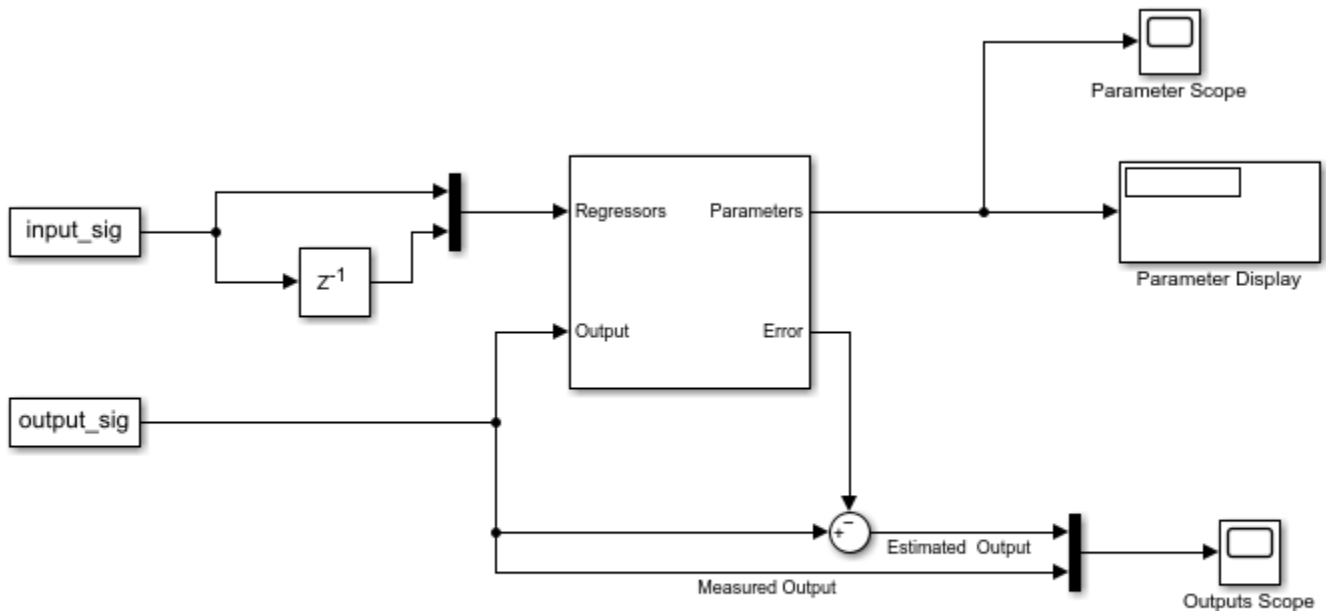 Parameter Scope
input_sig
Z-1
Regressors
Parameters
Parameter Display
Output
Error
output_sig
−
+
Estimated  Output
Measured Output
Outputs Scope